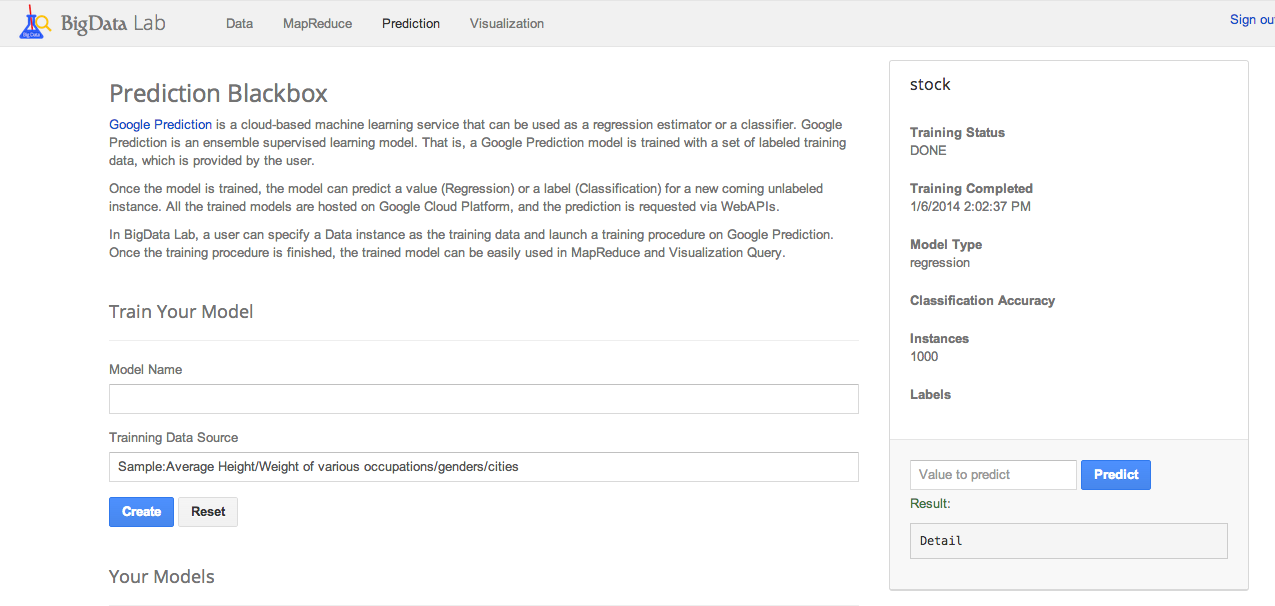 Big Data
BigData Lab
Data MapReduce Prediction Visualization
Sign ou
Prediction Blackbox
Google Prediction is a cloud-based machine learning service that can be used as a regression estimator or a classifier. Google
Prediction is an ensemble supervised learning model. That is, a Google Prediction model is trained with a set of labeled training
data, which is provided by the user.
Once the model is trained, the model can predict a value (Regression) or a label (Classification) for a new coming unlabeled
instance. All the trained models are hosted on Google Cloud Platform, and the prediction is requested via WebAPIs.
In BigData Lab, a user can specify a Data instance as the training data and launch a training procedure on Google Prediction.
Once the training procedure is finished, the trained model can be easily used in MapReduce and Visualization Query.
Train Your Model
Model Name
Trainning Data Source
Sample:Average Height/Weight of various occupations/genders/cities
Create Reset
Your Models
stock
Training Status
DONE
Training Completed
1/6/2014 2:02:37 PM
Model Type
regression
Classification Accuracy
Instances
1000
Labels
Value to predict Predict
Result:
Detail